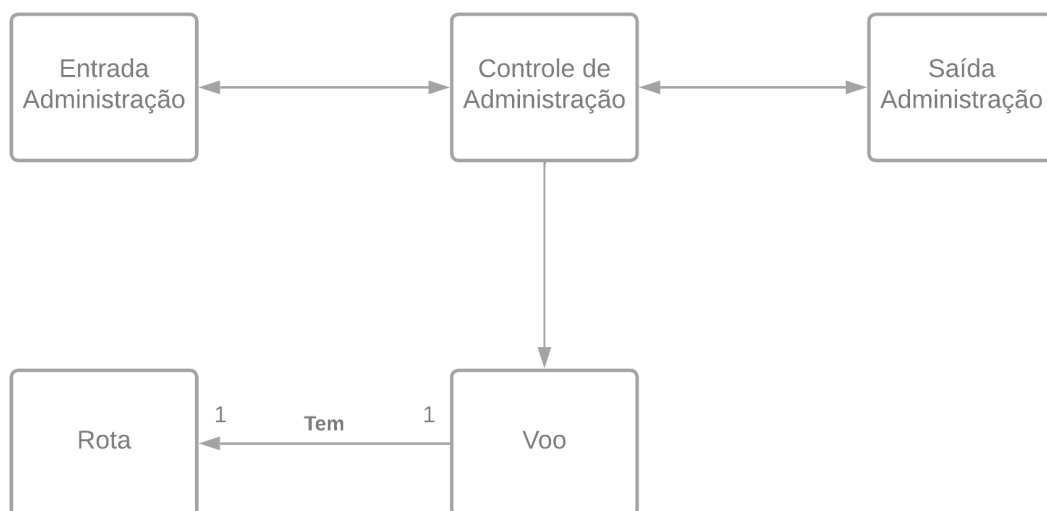 Entrada
Administração
Controle de
Administração
Saída
Administração
Rota
1
Tem
1
Voo